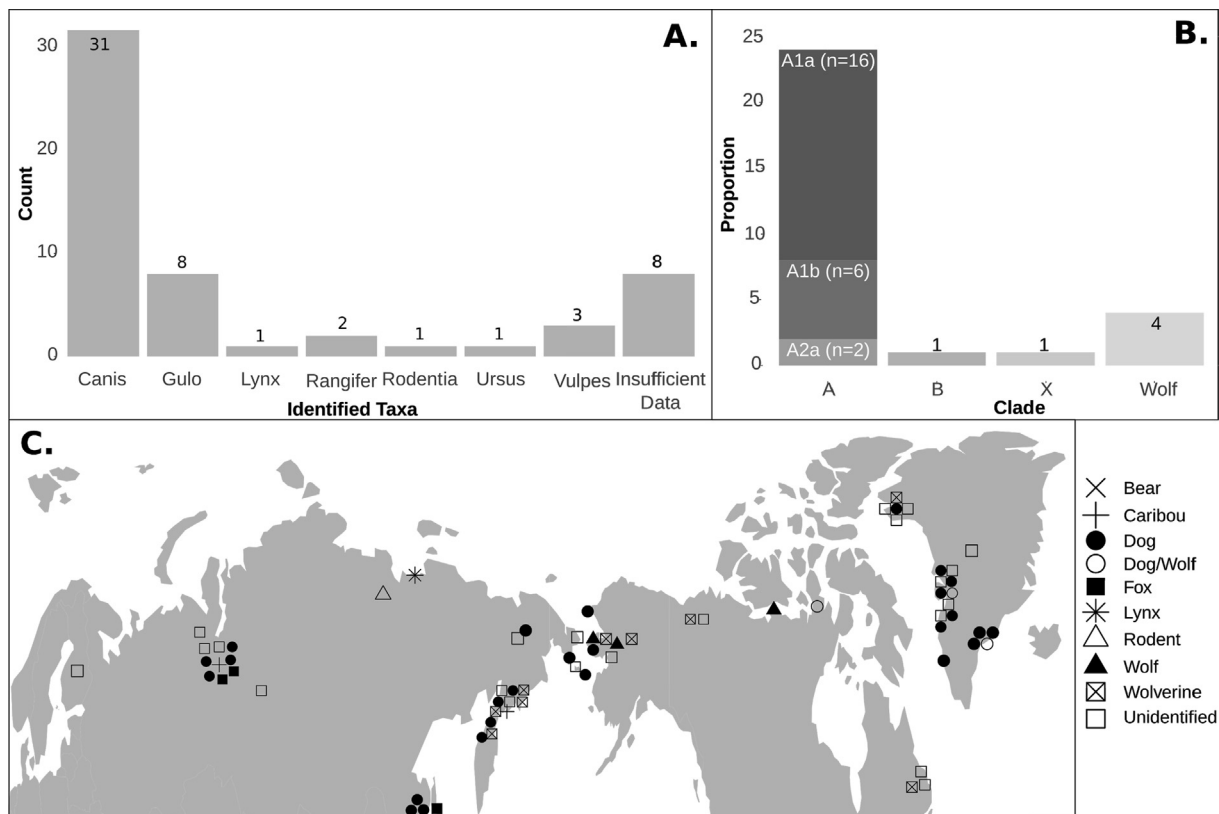 A.
Count
30
20
10
0
31
8
1
2
1
1
3
8
Canis
Gulo
Lynx
Rangifer
Rodentia
Ursus
Vulpes
Insufficient
Data
Identified Taxa
B.
Proportion
25
20
15
10
5
0
A1a (n=16)
A1b (n=6)
A2a (n=2)
1
1
4
A
B
X
Wolf
Clade
C.
Bear
Caribou
Dog
Dog/Wolf
Fox
Lynx
Rodent
Wolf
Wolverine
Unidentified